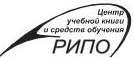 Центр
учебной книги
и средств обучения
РИПО